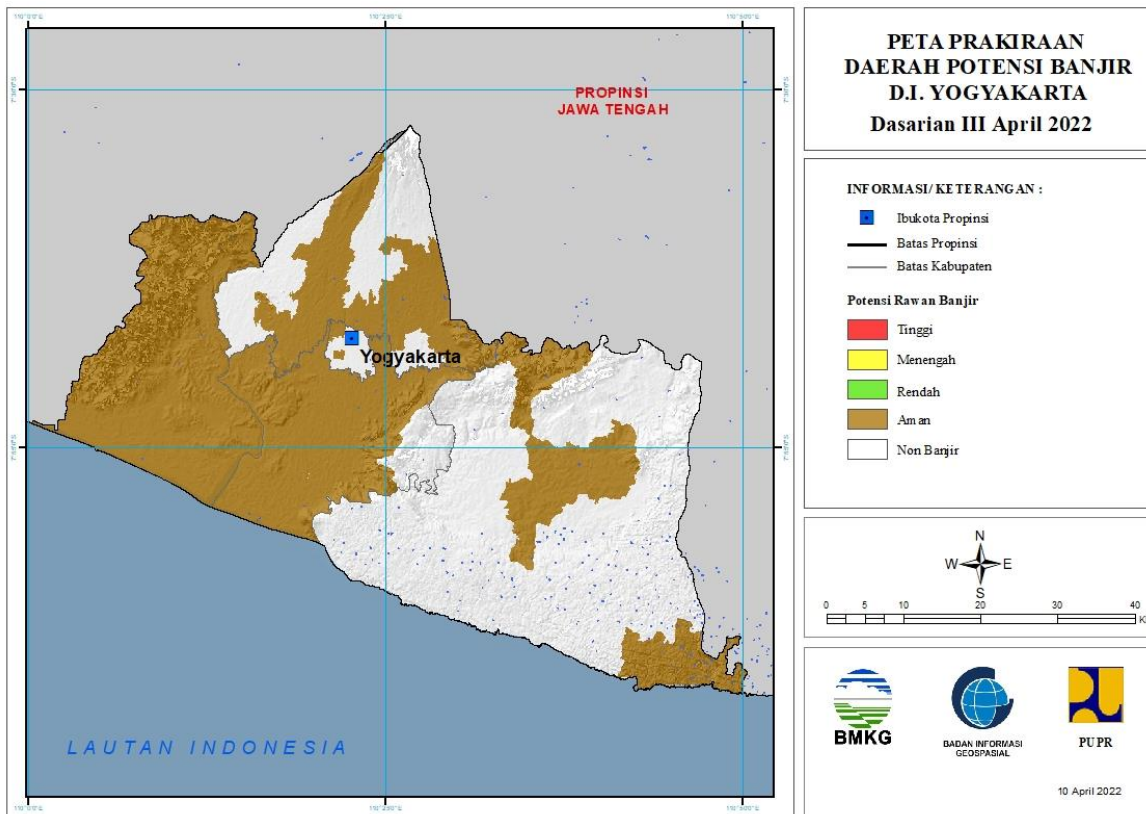 PETA PRAKIRAAN
DAERAH POTENSI BANJIR
D.I. YOGYAKARTA
Dasarian III April 2022
PROPINSI
JAWA TENGAH
Yogyakarta
LAUTAN INDONESIA
INFORMASI/ KETERANGAN :
Ibukota Propinsi
Batas Propinsi
Batas Kabupaten
Potensi Rawan Banjir
Tinggi
Menengah
Rendah
Aman
Non Banjir
N
W E
S
0 5 10 20 30 40
K
BMKG
BADAN INFORMASI
GEOSPASIAL
PUPR
10 April 2022